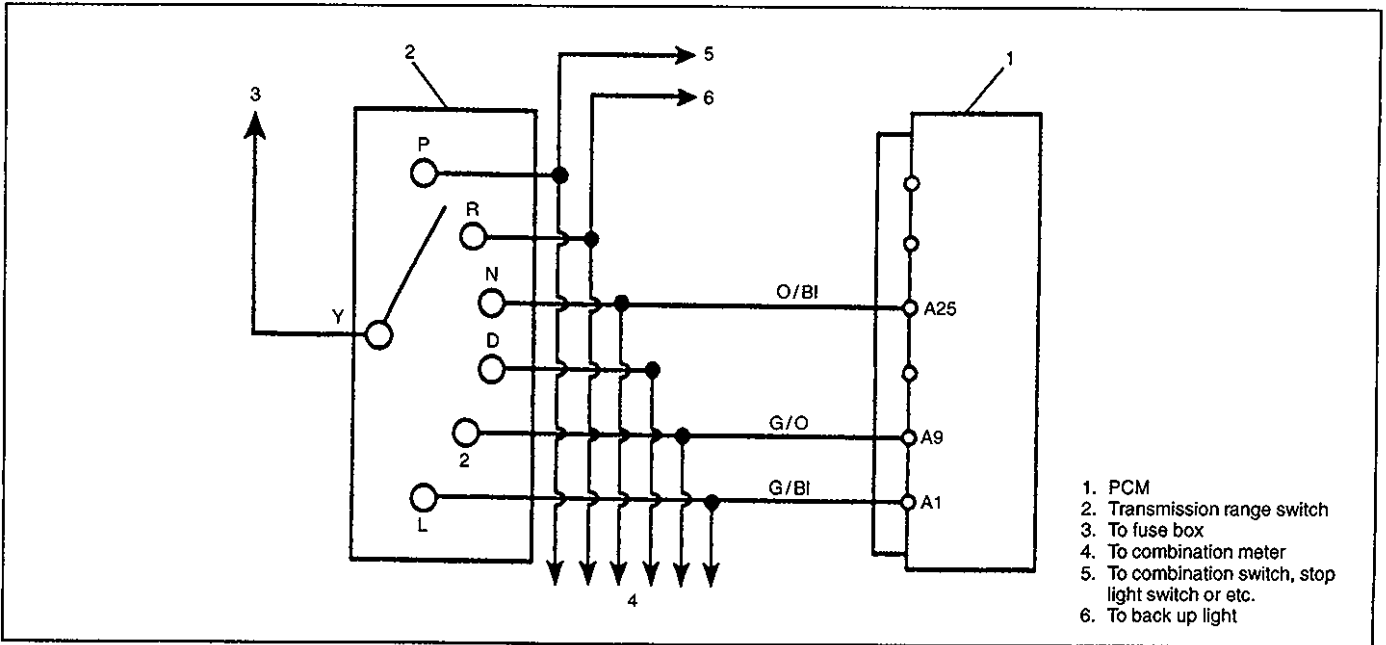 2
5
1
3
6
P
R
N
O/Bl
A25
Y
D
G/O
A9
2
G/Bl
A1
L
4
1. PCM
2. Transmission range switch
3. To fuse box
4. To combination meter
5. To combination switch, stop
light switch or etc.
6. To back up light